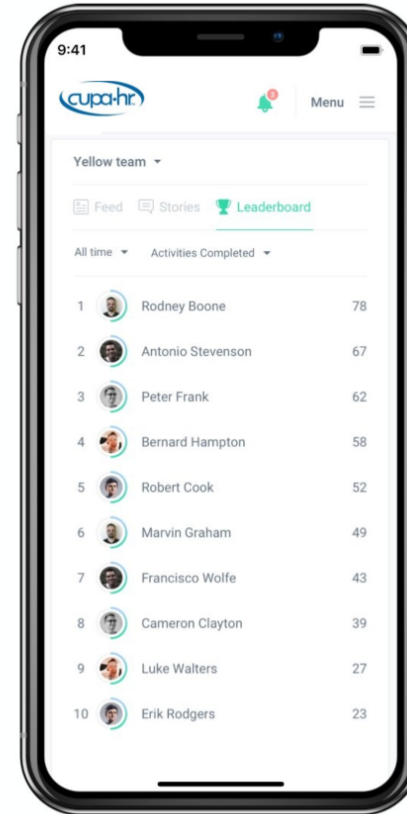 9:41
cupa-hr
3
Menu
Yellow team
Feed Stories Leaderboard
All time Activities Completed
1 Rodney Boone 78
2 Antonio Stevenson 67
3 Peter Frank 62
4 Bernard Hampton 58
5 Robert Cook 52
6 Marvin Graham 49
7 Francisco Wolfe 43
8 Cameron Clayton 39
9 Luke Walters 27
10 Erik Rodgers 23